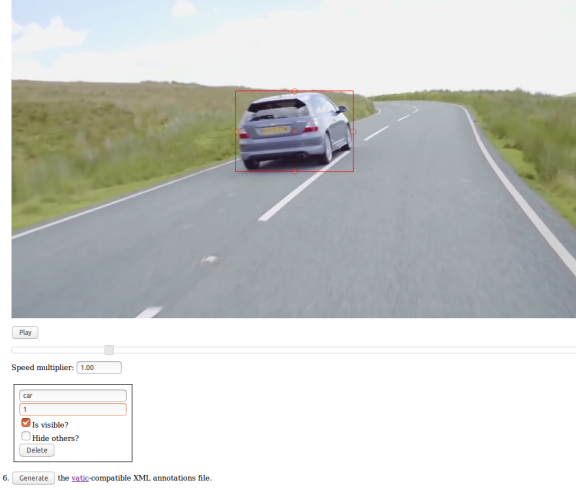 Play
Speed multiplier: 1.00
car
1
Is visible?
Hide others?
Delete
6. Generate the vatic-compatible XML annotations file.